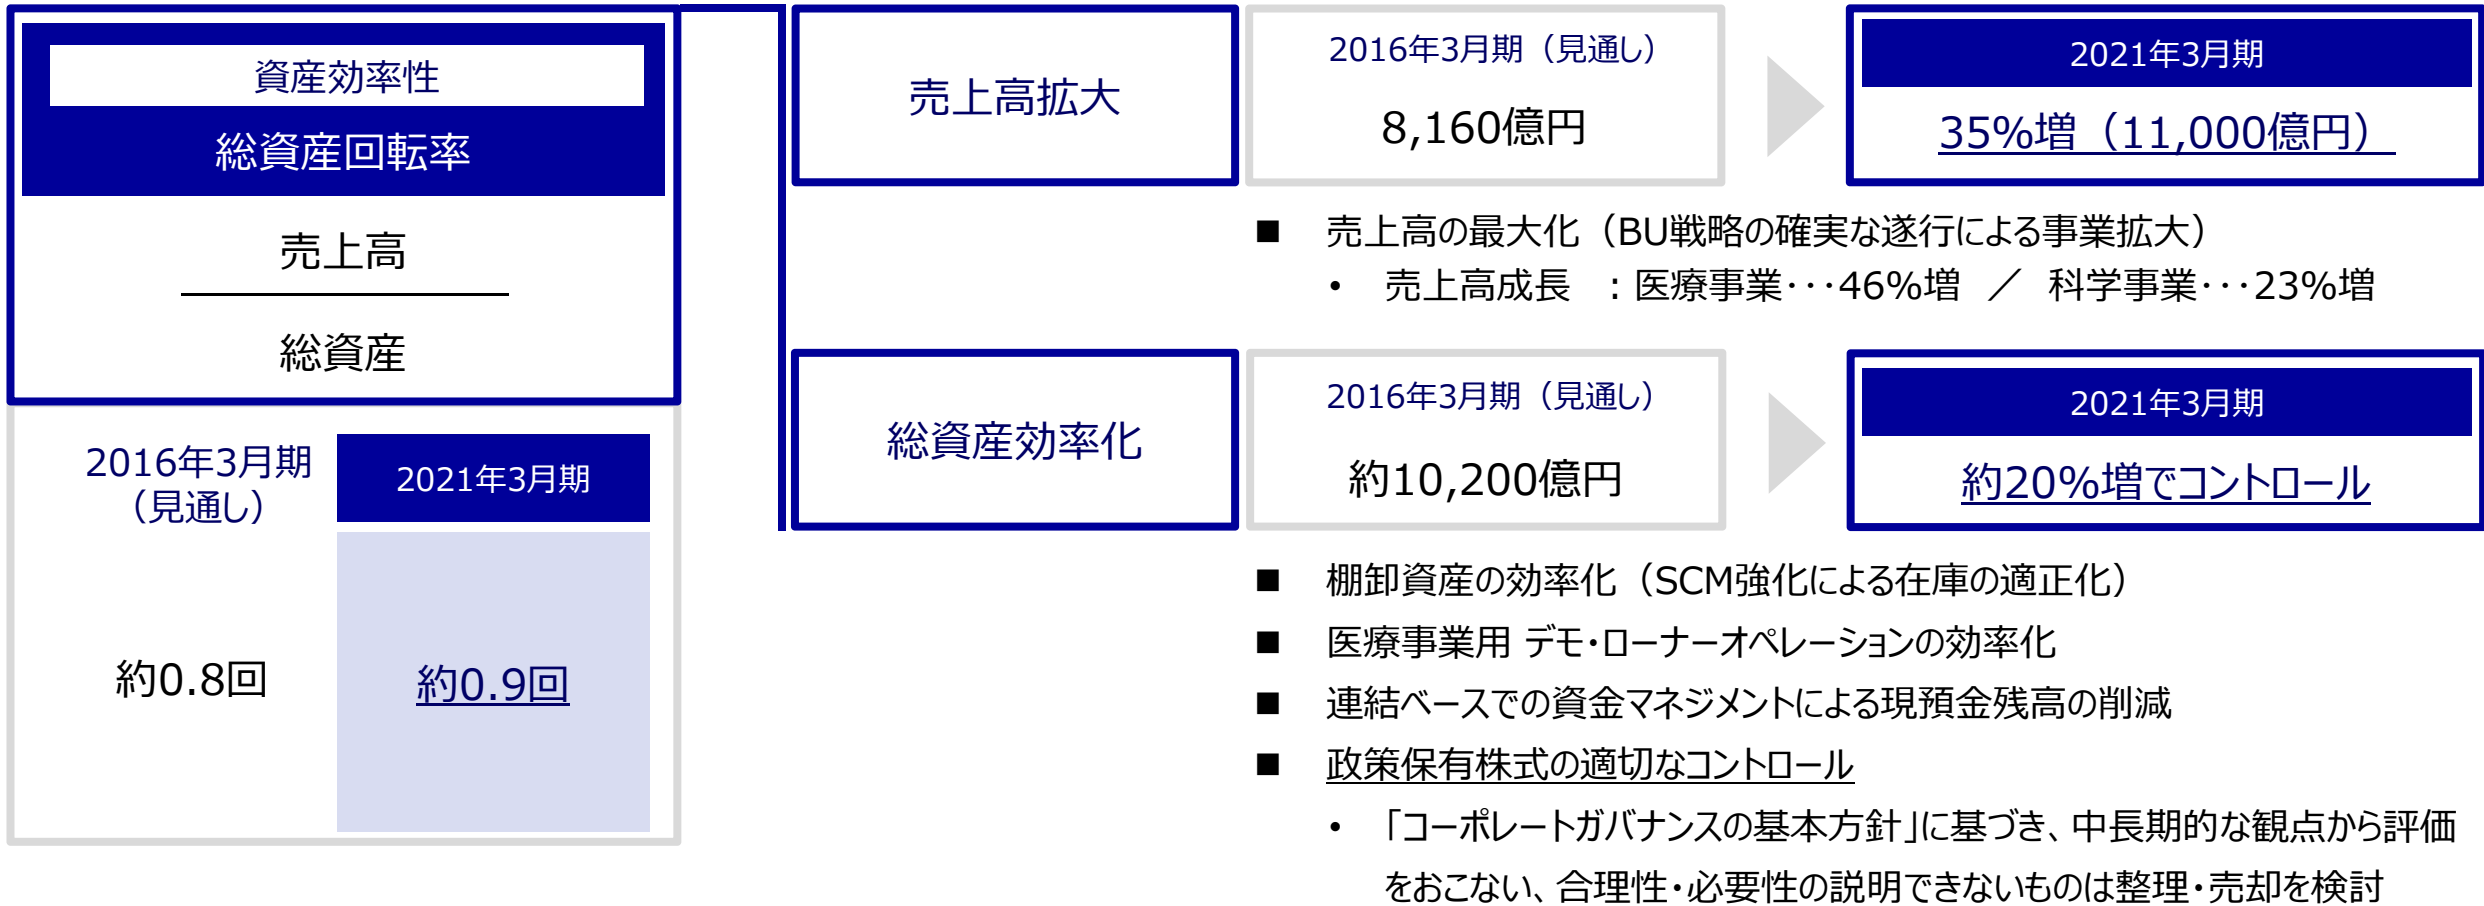 資産効率性
総資産回転率
売上高
総資産
2016年3月期
（見通し）
2021年3月期
約0.8回
約0.9回
売上高拡大
2016年3月期（見通し）
8,160億円
2021年3月期
35%増（11,000億円）
■ 売上高の最大化（BU戦略の確実な遂行による事業拡大）
• 売上高成長 ：医療事業･･･46%増 ／ 科学事業･･･23%増
総資産効率化
2016年3月期（見通し）
約10,200億円
2021年3月期
約20%増でコントロール
■ 棚卸資産の効率化（SCM強化による在庫の適正化）
■ 医療事業用 デモ・ローナーオペレーションの効率化
■ 連結ベースでの資金マネジメントによる現預金残高の削減
■ 政策保有株式の適切なコントロール
• 「コーポレートガバナンスの基本方針」に基づき、中長期的な観点から評価
をおこない、合理性・必要性の説明できないものは整理・売却を検討